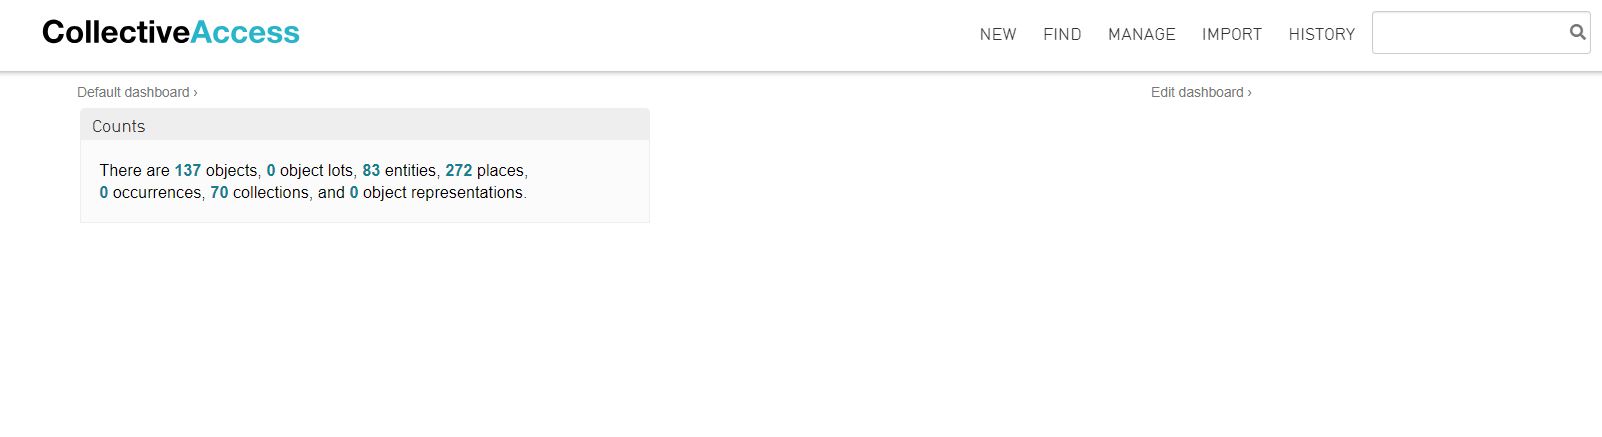 CollectiveAccess
NEW FIND MANAGE IMPORT HISTORY
Default dashboard ›
Edit dashboard ›
Counts
There are 137 objects, 0 object lots, 83 entities, 272 places,
0 occurrences, 70 collections, and 0 object representations.